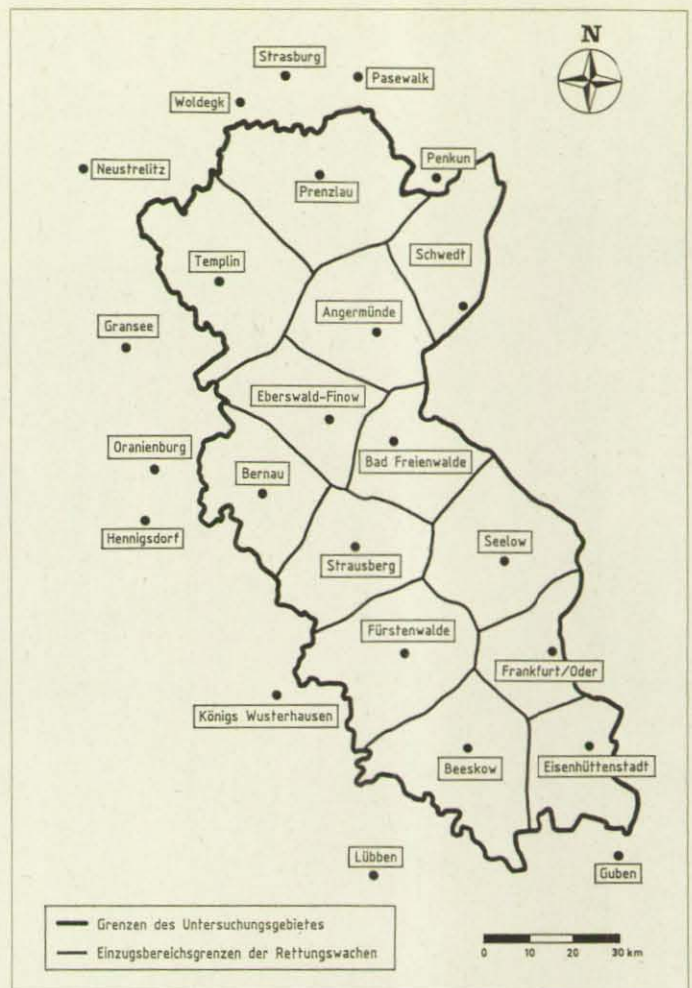 N
Strasburg
Pasewalk
Woldegk
Neustrelitz
Penkun
Prenzlau
Schwedt
Templin
Angermünde
Gransee
Eberswald-Finow
Oranienburg
Bad Freienwalde
Bernau
Hennigsdorf
Seelow
Strausberg
Fürstenwalde
Frankfurt/Oder
Königs Wusterhausen
Beeskow
Eisenhüttenstadt
Lübben
Guben
Grenzen des Untersuchungsgebietes
Einzugsbereichsgrenzen der Rettungswachen
0 10 20 30 km